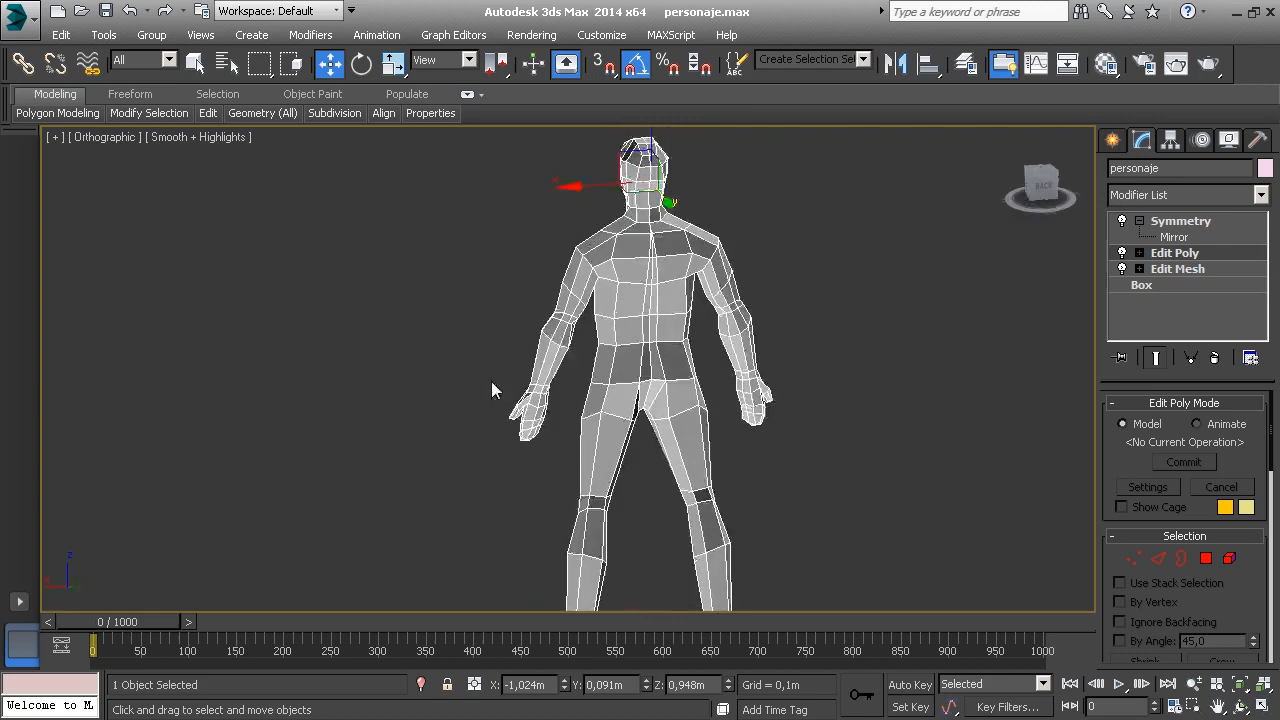 Workspace: Default
Autodesk 3ds Max 2014 x64 personaje.max
Type a keyword or phrase
Edit Tools Group Views Create Modifiers Animation Graph Editors Rendering Customize MAXScript Help
All View 3 Create Selection Se
Modeling Freeform Selection Object Paint Populate
Polygon Modeling Modify Selection Edit Geometry (All) Subdivision Align Properties
[ + ] [ Orthographic ] [ Smooth + Highlights ]
BACK
x
y
z
personaje
Modifier List
Symmetry
Mirror
Edit Poly
Edit Mesh
Box
Edit Poly Mode
Model Animate
<No Current Operation>
Commit
Settings Cancel
Show Cage
Selection
Use Stack Selection
By Vertex
Ignore Backfacing
By Angle: 45,0
< 0 / 1000 >
0 50 100 150 200 250 300 350 400 450 500 550 600 650 700 750 800 850 900 950 1000
1 Object Selected X: -1,024m Y: 0,091m Z: 0,948m Grid = 0,1m Auto Key Selected
Welcome to M. Click and drag to select and move objects Add Time Tag Set Key Key Filters... 0